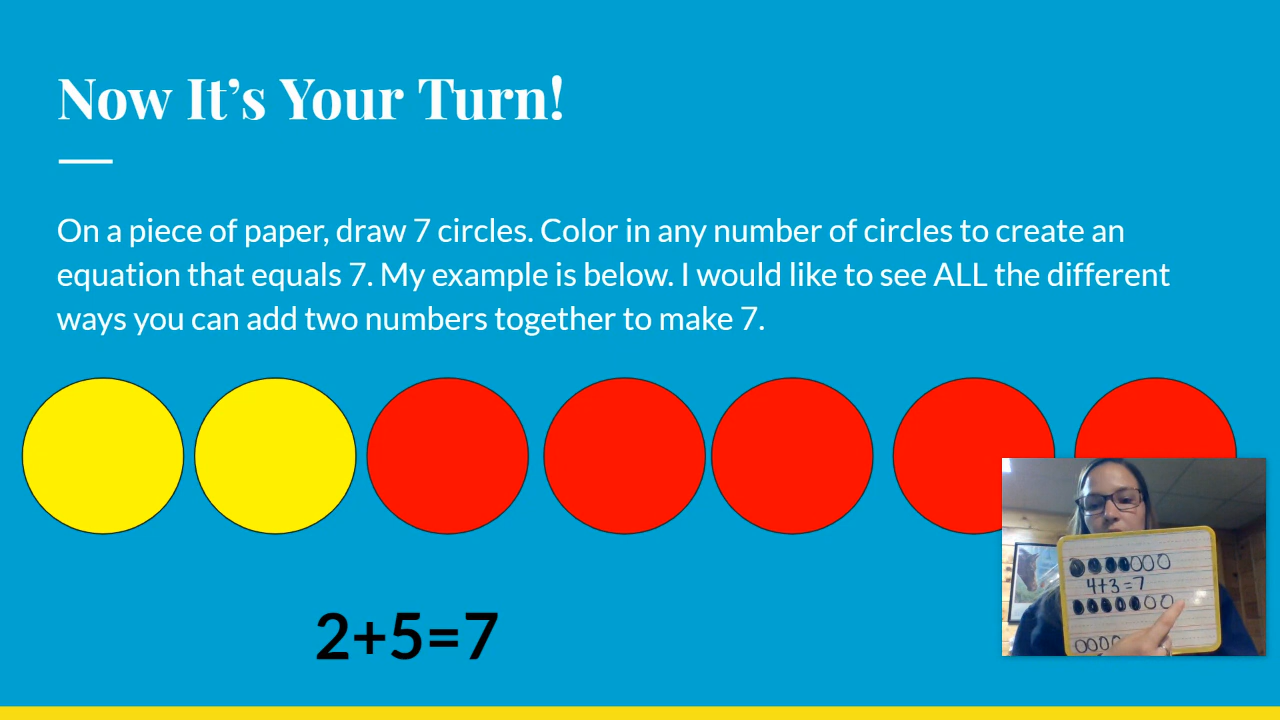 Now It’s Your Turn!
On a piece of paper, draw 7 circles. Color in any number of circles to create an
equation that equals 7. My example is below. I would like to see ALL the different
ways you can add two numbers together to make 7.
4+3=7
2+5=7